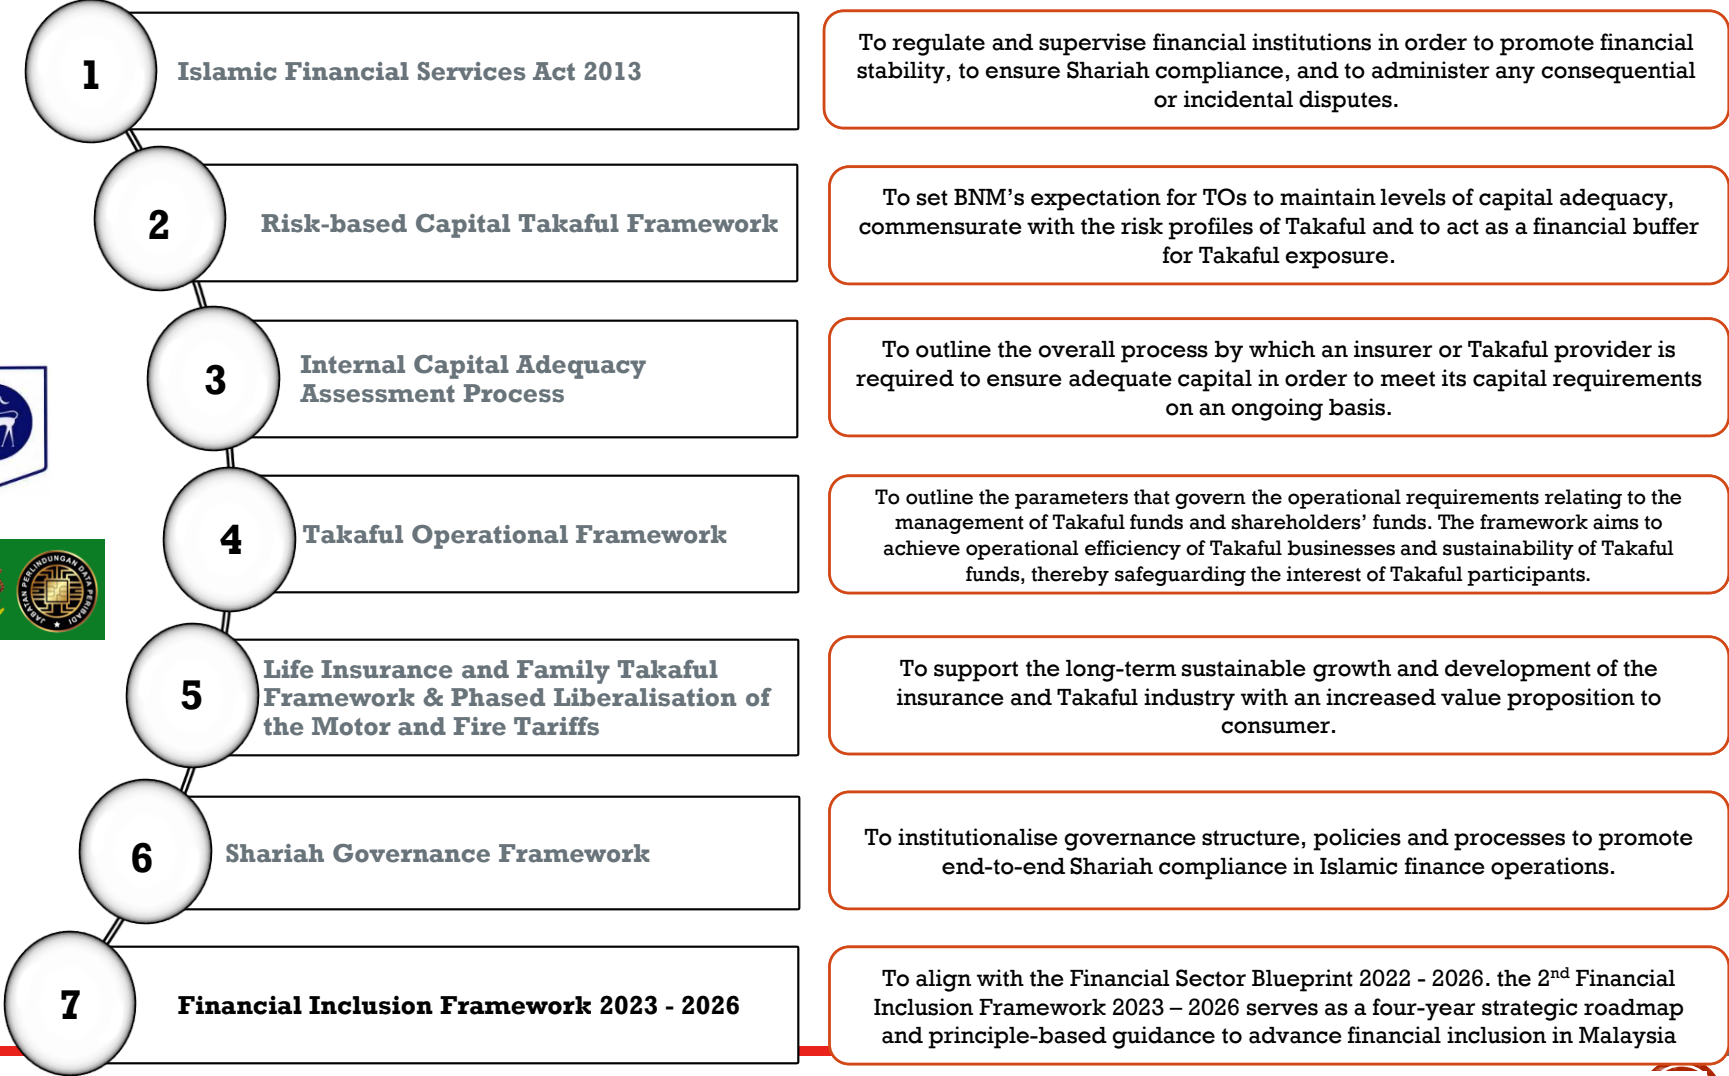 1
Islamic Financial Services Act 2013
To regulate and supervise financial institutions in order to promote financial
stability, to ensure Shariah compliance, and to administer any consequential
or incidental disputes.
2
Risk-based Capital Takaful Framework
To set BNM’s expectation for TOs to maintain levels of capital adequacy,
commensurate with the risk profiles of Takaful and to act as a financial buffer
for Takaful exposure.
3
Internal Capital Adequacy
Assessment Process
To outline the overall process by which an insurer or Takaful provider is
required to ensure adequate capital in order to meet its capital requirements
on an ongoing basis.
4
Takaful Operational Framework
To outline the parameters that govern the operational requirements relating to the
management of Takaful funds and shareholders’ funds. The framework aims to
achieve operational efficiency of Takaful businesses and sustainability of Takaful
funds, thereby safeguarding the interest of Takaful participants.
JABATAN PERLINDUNGAN DATA PERIBADI
5
Life Insurance and Family Takaful
Framework & Phased Liberalisation of
the Motor and Fire Tariffs
To support the long-term sustainable growth and development of the
insurance and Takaful industry with an increased value proposition to
consumer.
6
Shariah Governance Framework
To institutionalise governance structure, policies and processes to promote
end-to-end Shariah compliance in Islamic finance operations.
7
Financial Inclusion Framework 2023 - 2026
To align with the Financial Sector Blueprint 2022 - 2026. the 2nd Financial
Inclusion Framework 2023 – 2026 serves as a four-year strategic roadmap
and principle-based guidance to advance financial inclusion in Malaysia